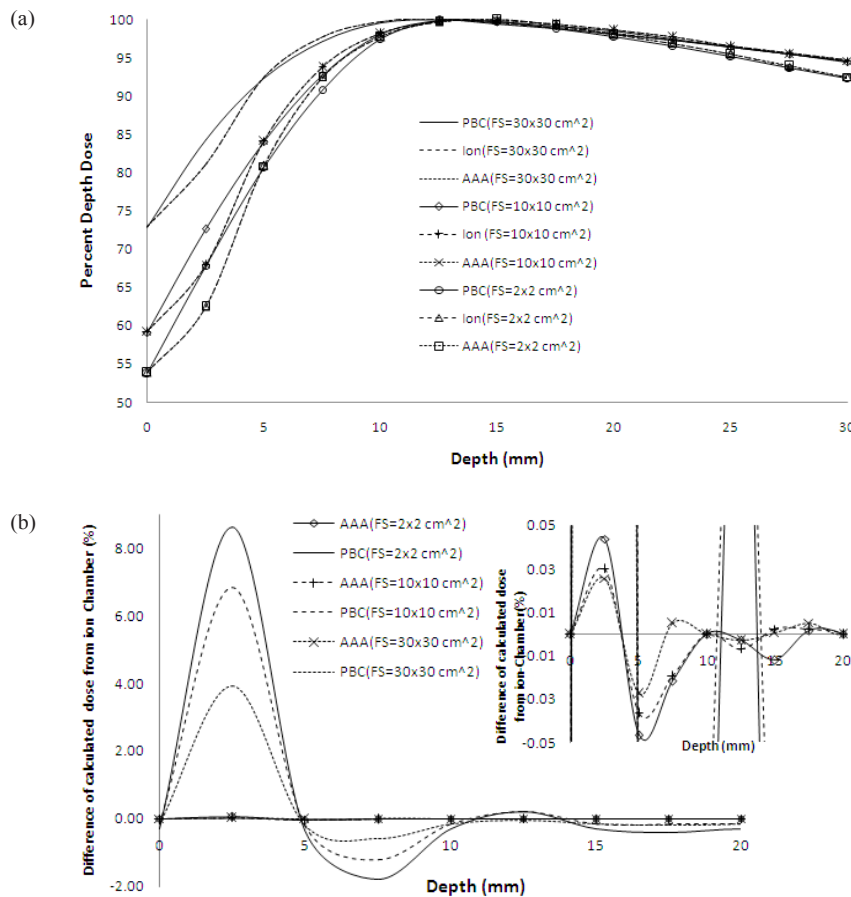 (a)
100
95
90
85
80
75
70
65
60
55
50
Percent Depth Dose
PBC(FS=30x30 cm^2)
Ion(FS=30x30 cm^2)
AAA(FS=30x30 cm^2)
PBC(FS=10x10 cm^2)
Ion (FS=10x10 cm^2)
AAA(FS=10x10 cm^2)
PBC(FS=2x2 cm^2)
Ion(FS=2x2 cm^2)
AAA(FS=2x2 cm^2)
0 5 10 15 20 25 30
Depth (mm)
(b)
Difference of calculated dose from ion Chamber (%)
8.00
6.00
4.00
2.00
0.00
-2.00
AAA(FS=2x2 cm^2)
PBC(FS=2x2 cm^2)
AAA(FS=10x10 cm^2)
PBC(FS=10x10 cm^2)
AAA(FS=30x30 cm^2)
PBC(FS=30x30 cm^2)
Difference of calculated dose
from ion-Chamber(%)
0.05
0.03
0.01
-0.01
-0.03
-0.05
0 5 10 15 20
Depth (mm)
0 5 10 15 20
Depth (mm)